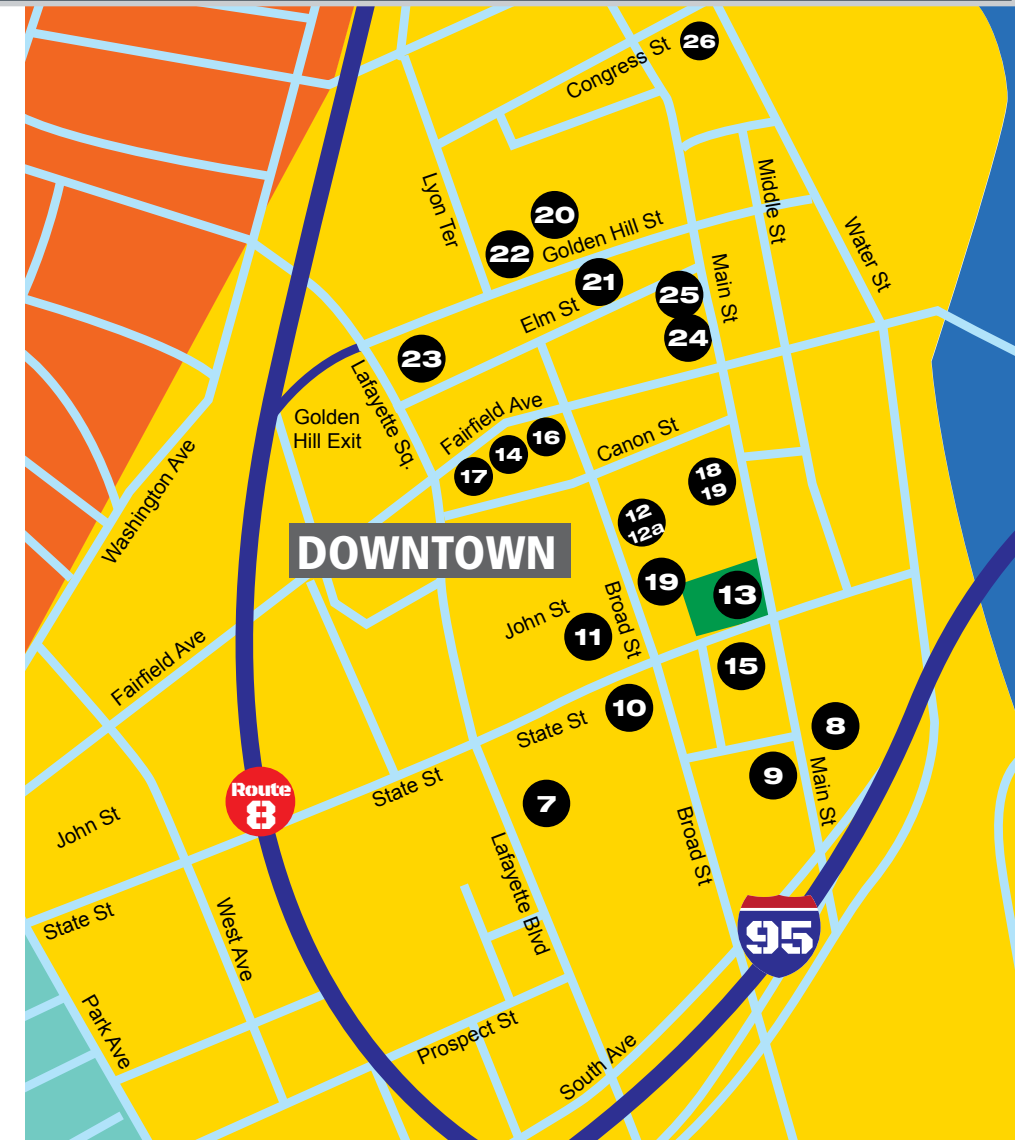 Congress St
26
Lyon Ter
Middle St
20
Golden Hill St
22
Water St
21
Main St
25
Elm St
24
23
Lafayette Sq.
Golden
Hill Exit
Fairfield Ave
16
14
17
Canon St
Washington Ave
18
19
12
12a
DOWNTOWN
19
13
Broad St
John St
11
15
Fairfield Ave
10
State St
8
9
Main St
Route
8
State St
7
John St
Broad St
Lafayette Blvd
State St
West Ave
95
Park Ave
Prospect St
South Ave